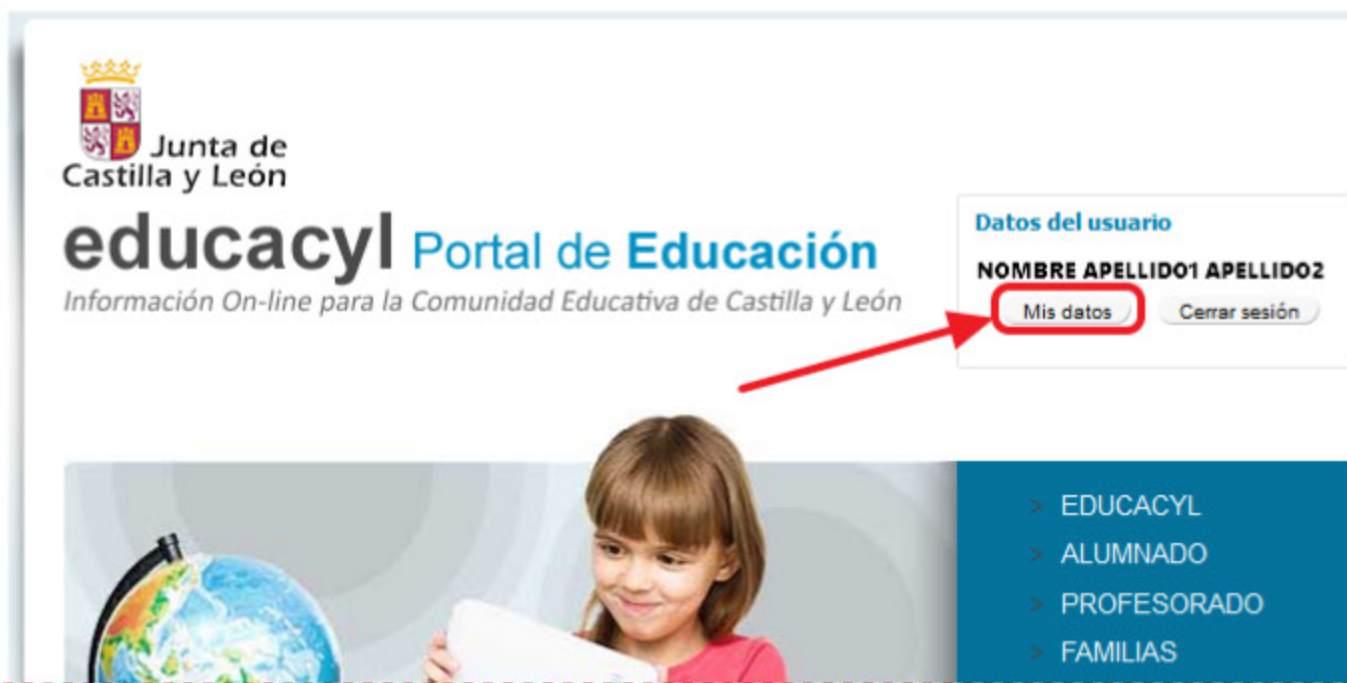 Junta de
Castilla y León
educacyl Portal de Educación
Información On-line para la Comunidad Educativa de Castilla y León
Datos del usuario
NOMBRE APELLIDO1 APELLIDO2
Mis datos
Cerrar sesión
> EDUCACYL
> ALUMNADO
> PROFESORADO
> FAMILIAS